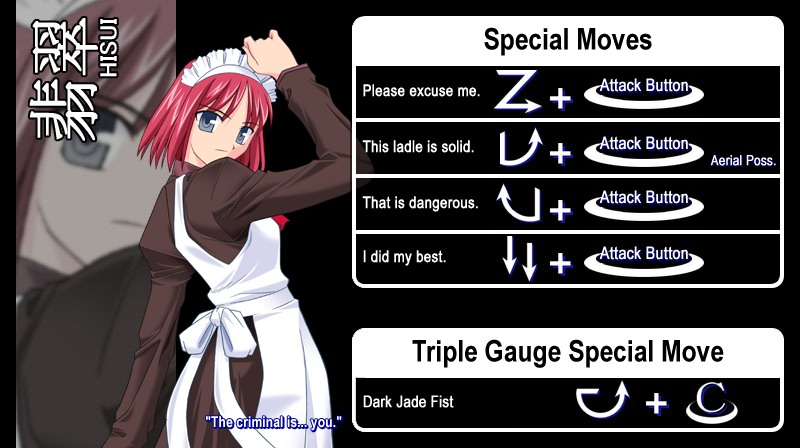 翡翠
HISUI
Special Moves
Please excuse me. + Attack Button
This ladle is solid. + Attack Button Aerial Poss.
That is dangerous. + Attack Button
I did my best. + Attack Button
Triple Gauge Special Move
Dark Jade Fist + C
"The criminal is... you."